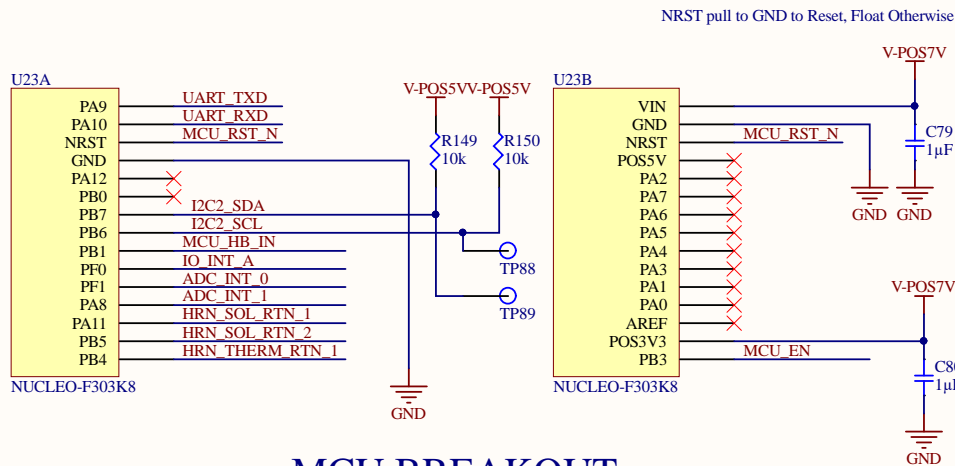 NRST pull to GND to Reset, Float Otherwise
U23A
PA9 UART_TXD
PA10 UART_RXD
NRST MCU_RST_N
GND
PA12
PB0
PB7 I2C2_SDA
PB6 I2C2_SCL
PB1 MCU_HB_IN
PF0 IO_INT_A
PF1 ADC_INT_0
PA8 ADC_INT_1
PA11 HRN_SOL_RTN_1
PB5 HRN_SOL_RTN_2
PB4 HRN_THERM_RTN_1
NUCLEO-F303K8
V-POS5V
V-POS5V
R149
10k
R150
10k
TP88
TP89
GND
U23B
VIN
GND
NRST MCU_RST_N
POS5V
PA2
PA7
PA6
PA5
PA4
PA3
PA1
PA0
AREF
POS3V3
PB3 MCU_EN
NUCLEO-F303K8
V-POS7V
C79
1µF
GND
GND
V-POS7V
GND
MCU BREAKOUT